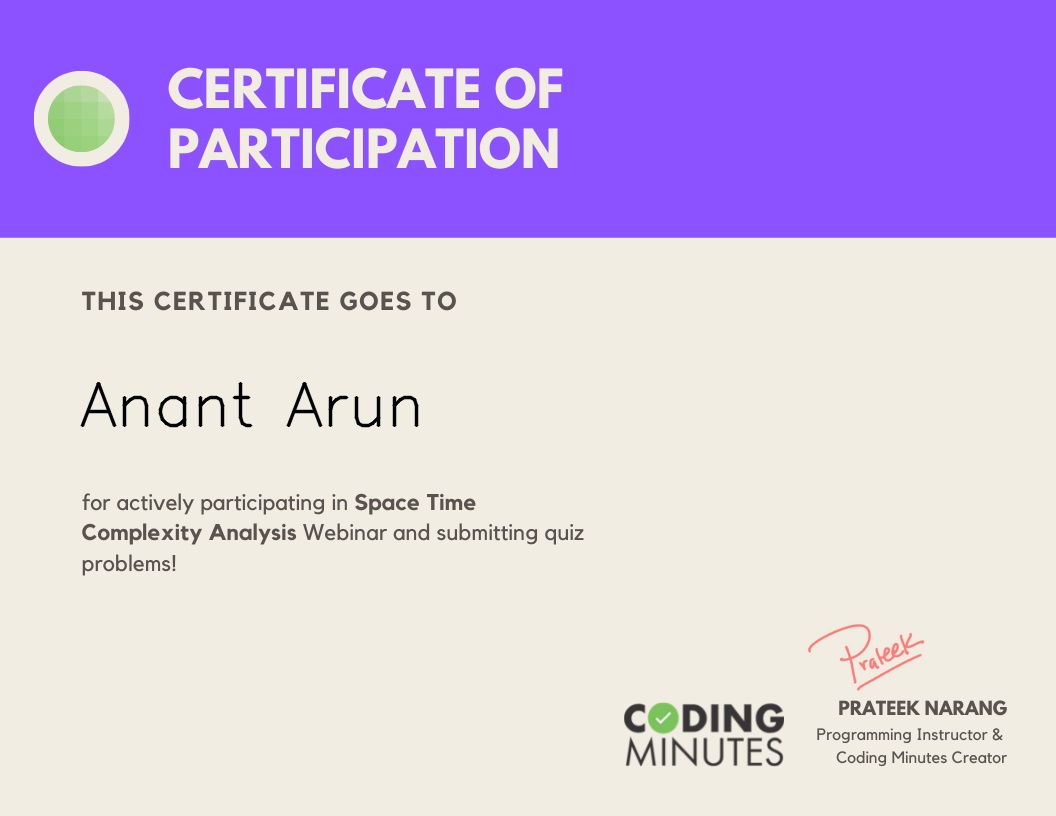 CERTIFICATE OF
PARTICIPATION
THIS CERTIFICATE GOES TO
Anant Arun
for actively participating in Space Time
Complexity Analysis Webinar and submitting quiz
problems!
Prateek
CODING
MINUTES
PRATEEK NARANG
Programming Instructor &
Coding Minutes Creator